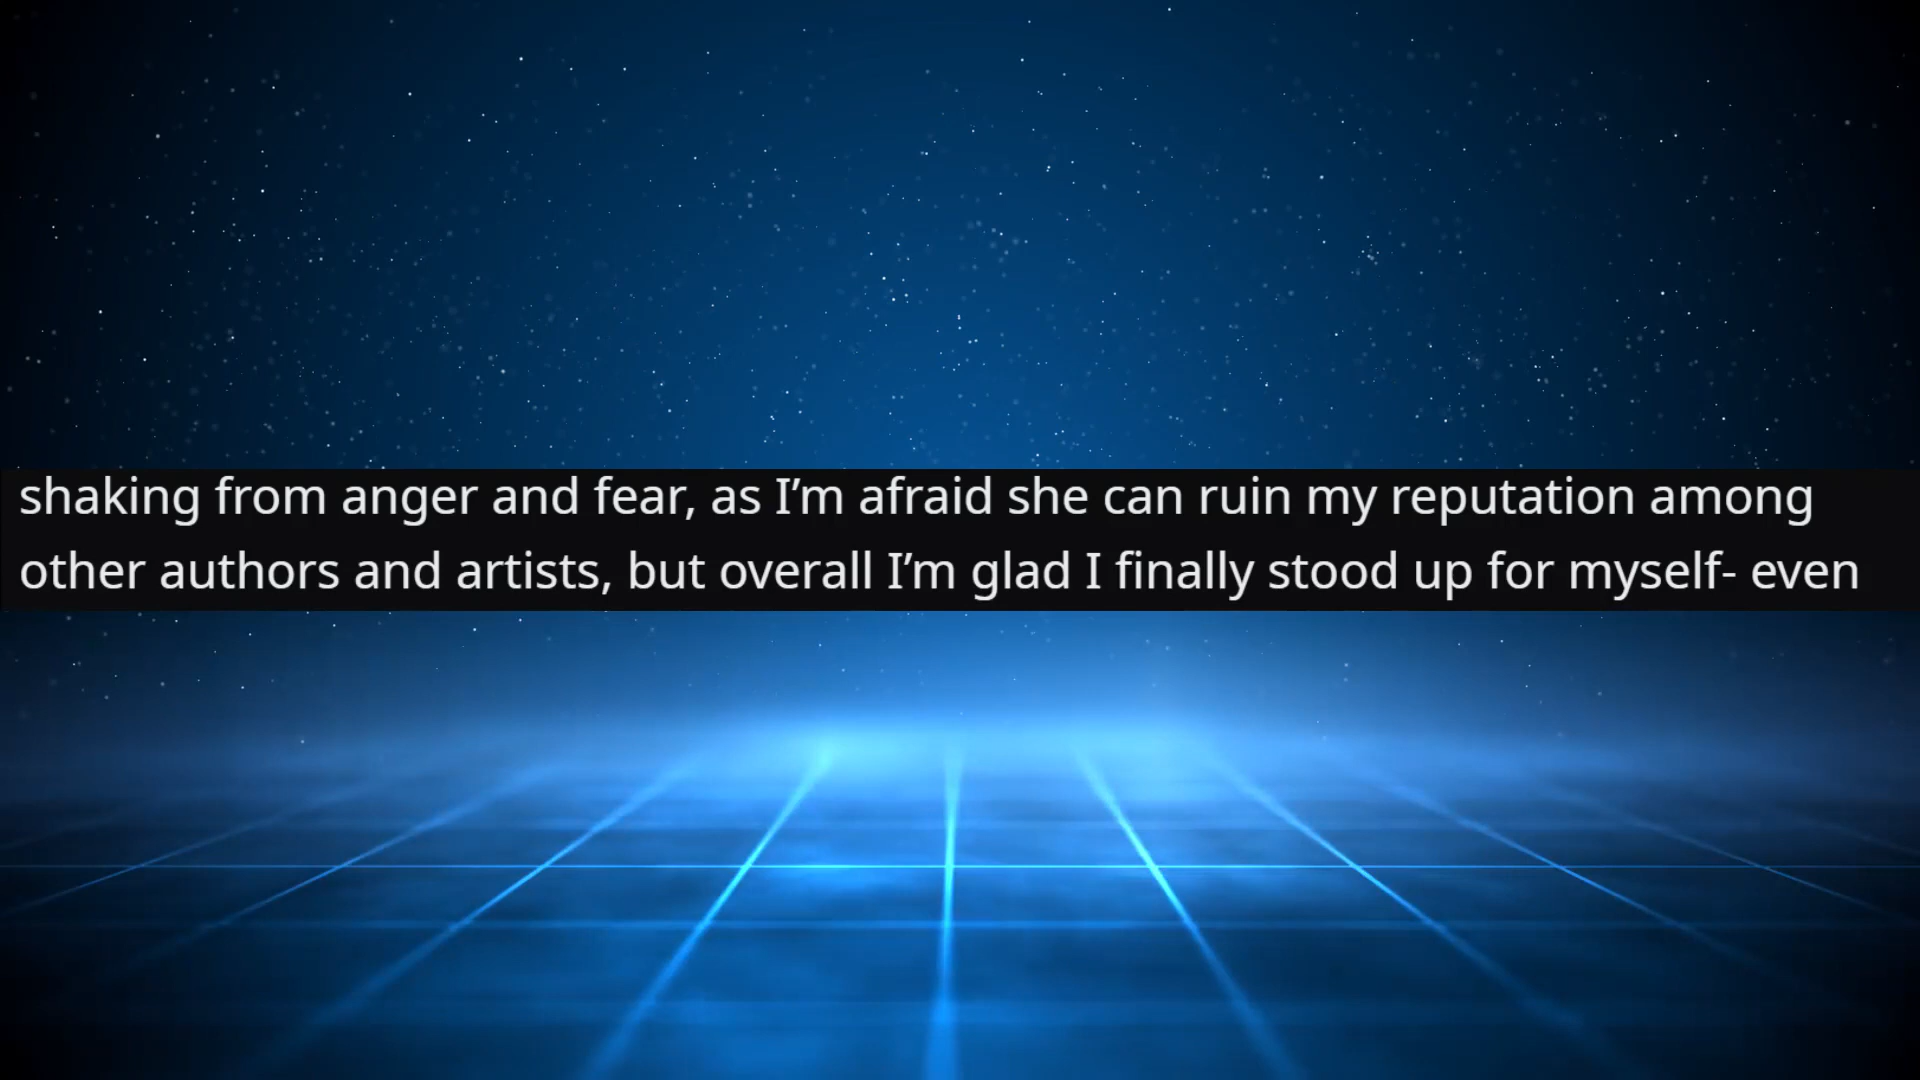 shaking from anger and fear, as I’m afraid she can ruin my reputation among
other authors and artists, but overall I’m glad I finally stood up for myself- even